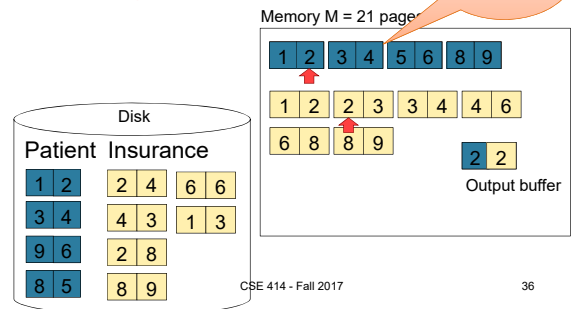 Memory M = 21 pages
1 2 3 4 5 6 8 9
1 2 2 3 3 4 4 6
6 8 8 9
2 2
Output buffer
Disk
Patient Insurance
1 2 2 4 6 6
3 4 4 3 1 3
9 6 2 8
8 5 8 9
CSE 414 - Fall 2017
36